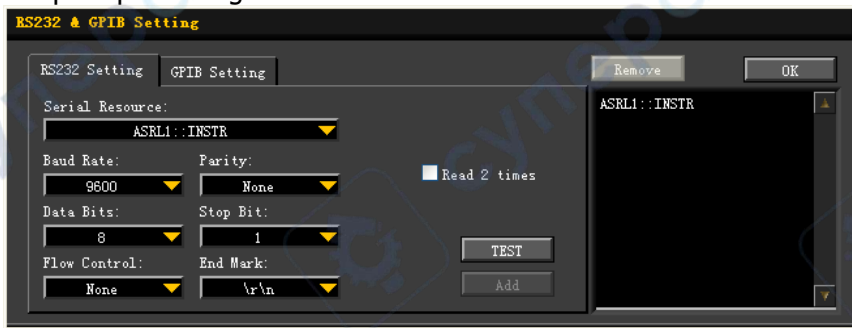 RS232 & GPIB Setting
RS232 Setting GPIB Setting
Remove OK
Serial Resource:
ASRL1::INSTR
ASRL1::INSTR
Baud Rate: Parity:
9600 None
Read 2 times
Data Bits: Stop Bit:
8 1
TEST
Flow Control: End Mark:
None \r\n
Add